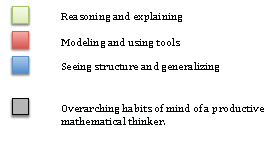 Reasoning and explaining
Modeling and using tools
Seeing structure and generalizing
Overarching habits of mind of a productive
mathematical thinker.